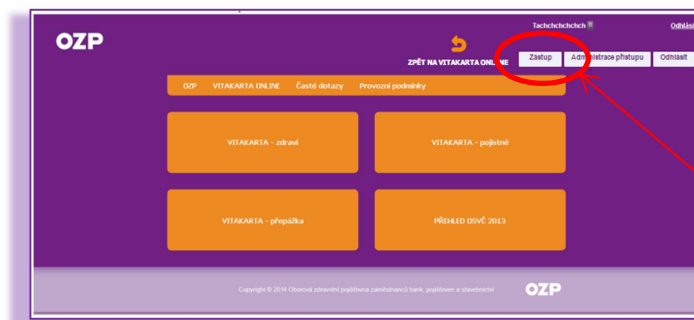 OZP
Tachchchchchch
Odhlásí
ZPĚT NA VITAKARTA ONLINE
Zástup
Administrace přístupu
Odhlásit
OZP VITAKARTA ONLINE Časté dotazy Provozní podmínky
VITAKARTA - zdraví
VITAKARTA - pojistné
VITAKARTA - přepážka
PŘEHLED OSVČ 2013
Copyright © 2014 Oborová zdravotní pojišťovna zaměstnanců bank, pojišťoven a stavebnictví
OZP